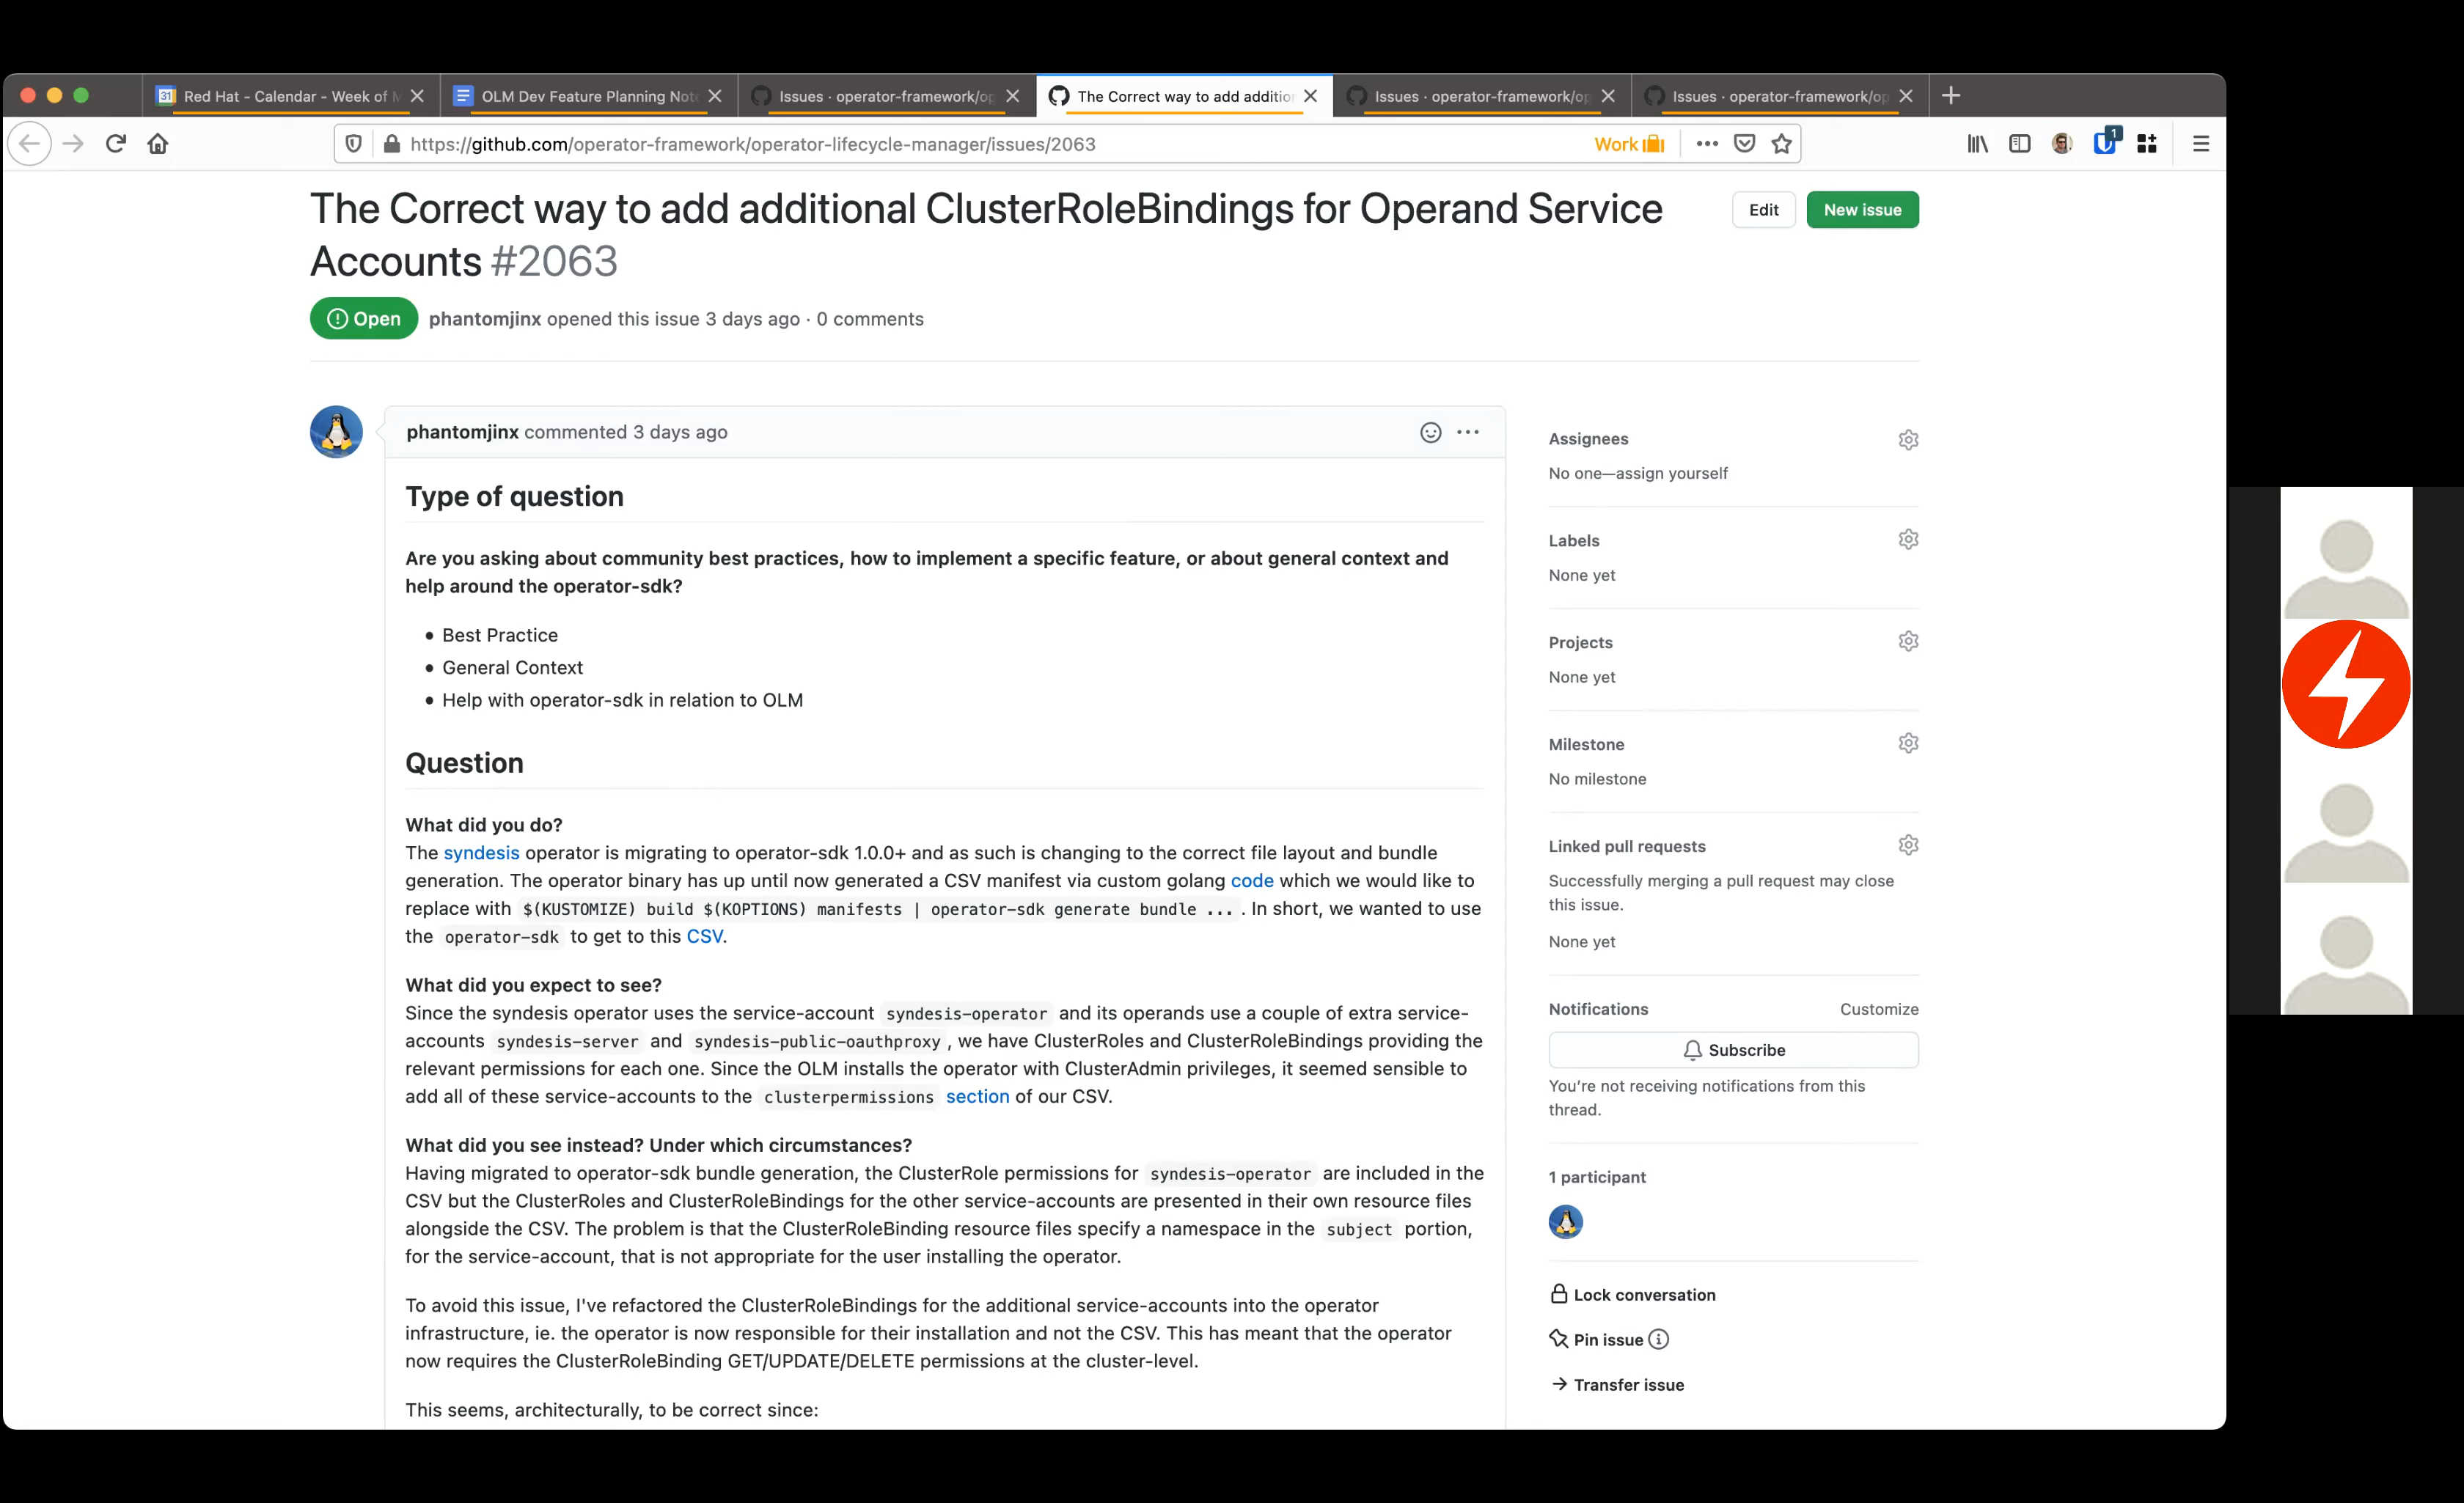 31 Red Hat - Calendar - Week of M
OLM Dev Feature Planning Note
Issues · operator-framework/op
The Correct way to add additio
Issues · operator-framework/op
Issues · operator-framework/op
https://github.com/operator-framework/operator-lifecycle-manager/issues/2063
Work
1
The Correct way to add additional ClusterRoleBindings for Operand Service
Accounts #2063
Edit
New issue
Open
phantomjinx opened this issue 3 days ago · 0 comments
phantomjinx commented 3 days ago
Type of question
Are you asking about community best practices, how to implement a specific feature, or about general context and
help around the operator-sdk?
• Best Practice
• General Context
• Help with operator-sdk in relation to OLM
Question
What did you do?
The syndesis operator is migrating to operator-sdk 1.0.0+ and as such is changing to the correct file layout and bundle
generation. The operator binary has up until now generated a CSV manifest via custom golang code which we would like to
replace with $(KUSTOMIZE) build $(KOPTIONS) manifests | operator-sdk generate bundle ... . In short, we wanted to use
the operator-sdk to get to this CSV.
What did you expect to see?
Since the syndesis operator uses the service-account syndesis-operator and its operands use a couple of extra service-
accounts syndesis-server and syndesis-public-oauthproxy , we have ClusterRoles and ClusterRoleBindings providing the
relevant permissions for each one. Since the OLM installs the operator with ClusterAdmin privileges, it seemed sensible to
add all of these service-accounts to the clusterpermissions section of our CSV.
What did you see instead? Under which circumstances?
Having migrated to operator-sdk bundle generation, the ClusterRole permissions for syndesis-operator are included in the
CSV but the ClusterRoles and ClusterRoleBindings for the other service-accounts are presented in their own resource files
alongside the CSV. The problem is that the ClusterRoleBinding resource files specify a namespace in the subject portion,
for the service-account, that is not appropriate for the user installing the operator.
To avoid this issue, I've refactored the ClusterRoleBindings for the additional service-accounts into the operator
infrastructure, ie. the operator is now responsible for their installation and not the CSV. This has meant that the operator
now requires the ClusterRoleBinding GET/UPDATE/DELETE permissions at the cluster-level.
This seems, architecturally, to be correct since:
Assignees
No one—assign yourself
Labels
None yet
Projects
None yet
Milestone
No milestone
Linked pull requests
Successfully merging a pull request may close
this issue.
None yet
Notifications
Customize
Subscribe
You're not receiving notifications from this
thread.
1 participant
Lock conversation
Pin issue
Transfer issue